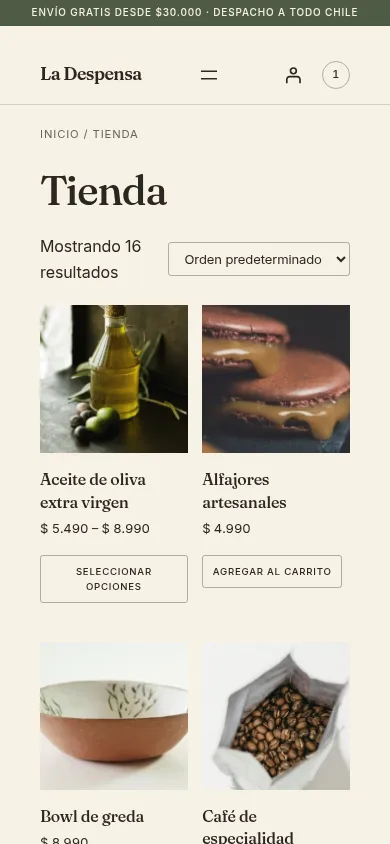 ENVÍO GRATIS DESDE $30.000 · DESPACHO A TODO CHILE
La Despensa
1
INICIO / TIENDA
Tienda
Mostrando 16
resultados
Orden predeterminado
Aceite de oliva
extra virgen
$ 5.490 – $ 8.990
SELECCIONAR
OPCIONES
Alfajores
artesanales
$ 4.990
AGREGAR AL CARRITO
Bowl de greda
$ 8.990
Café de
especialidad